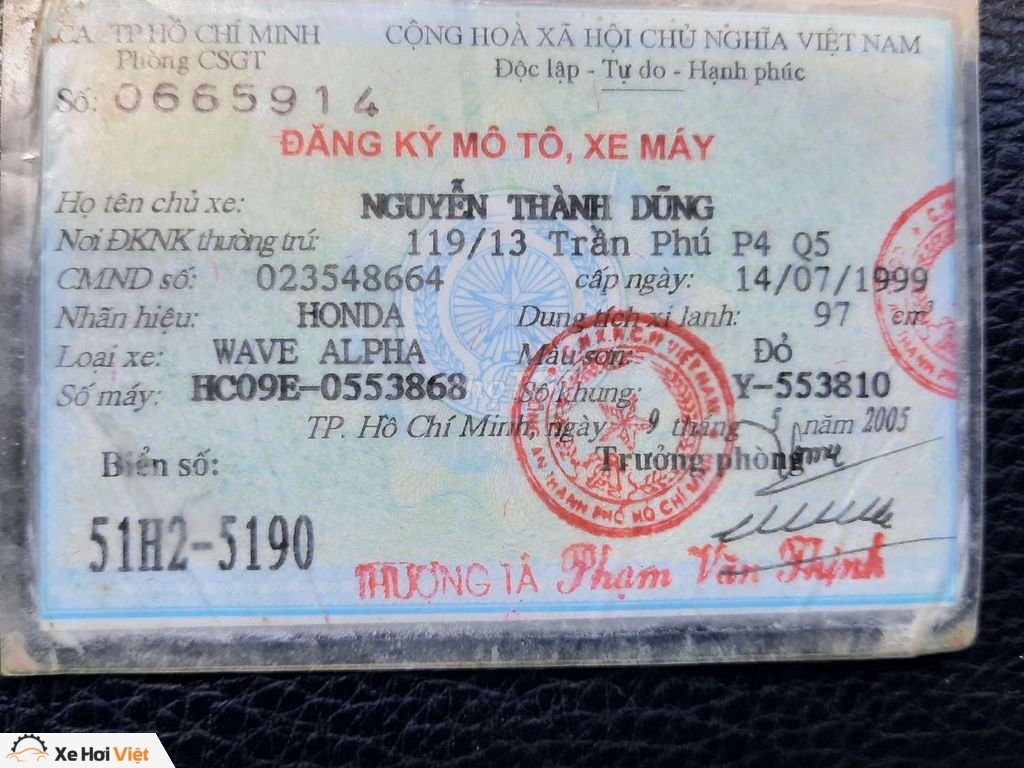 CA TP HỒ CHÍ MINH CỘNG HOÀ XÃ HỘI CHỦ NGHĨA VIỆT NAM
Phòng CSGT Độc lập - Tự do - Hạnh phúc
Số: 0665914
ĐĂNG KÝ MÔ TÔ, XE MÁY
Họ tên chủ xe: NGUYỄN THÀNH DŨNG
Nơi ĐKNK thường trú: 119/13 Trần Phú P4 Q5
CMND số: 023548664 cấp ngày: 14/07/1999
Nhãn hiệu: HONDA Dung tích xi lanh: 97 cm³
Loại xe: WAVE ALPHA Màu sơn: Đỏ
Số máy: HC09E-0553868 Số khung: Y-553810
TP. Hồ Chí Minh, ngày 9 tháng 5 năm 2005
Biển số: Trưởng phòng
51H2-5190
THƯỢNG TÁ Phạm Văn Thịnh
Xe Hơi Việt